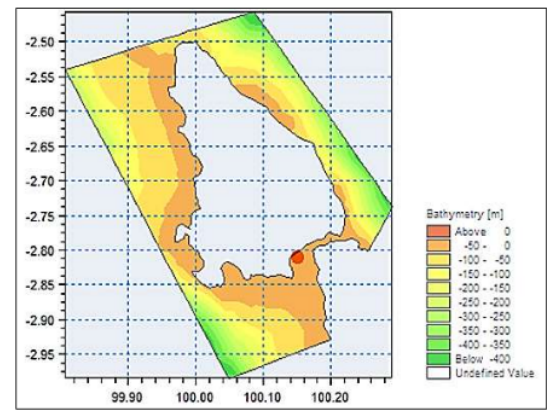 -2.50
-2.55
-2.60
-2.65
-2.70
-2.75
-2.80
-2.85
-2.90
-2.95
99.90 100.00 100.10 100.20
Bathymetry [m]
Above 0
-50 - 0
-100 - -50
-150 - -100
-200 - -150
-250 - -200
-300 - -250
-350 - -300
-400 - -350
Below -400
Undefined Value